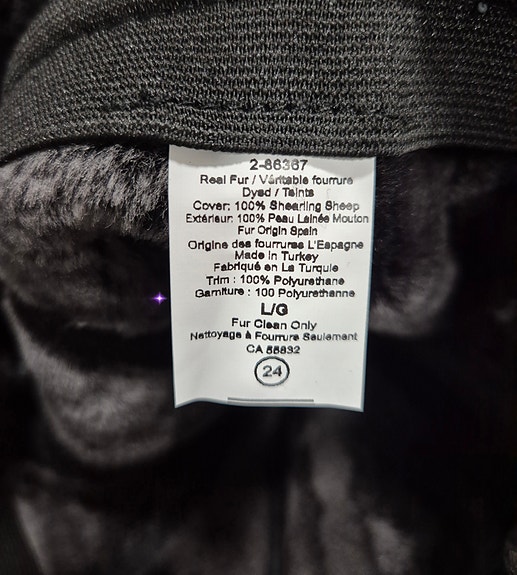 2-86367
Real Fur / Véritable fourrure
Dyed / Teints
Cover: 100% Shearling Sheep
Extérieur: 100% Peau Lainée Mouton
Fur Origin Spain
Origine des fourrures L'Espagne
Made in Turkey
Fabriqué en La Turquie
Trim : 100% Polyurethane
Garniture : 100 Polyurethanne
L/G
Fur Clean Only
Nettoyage à Fourrure Seulement
CA 55832
24